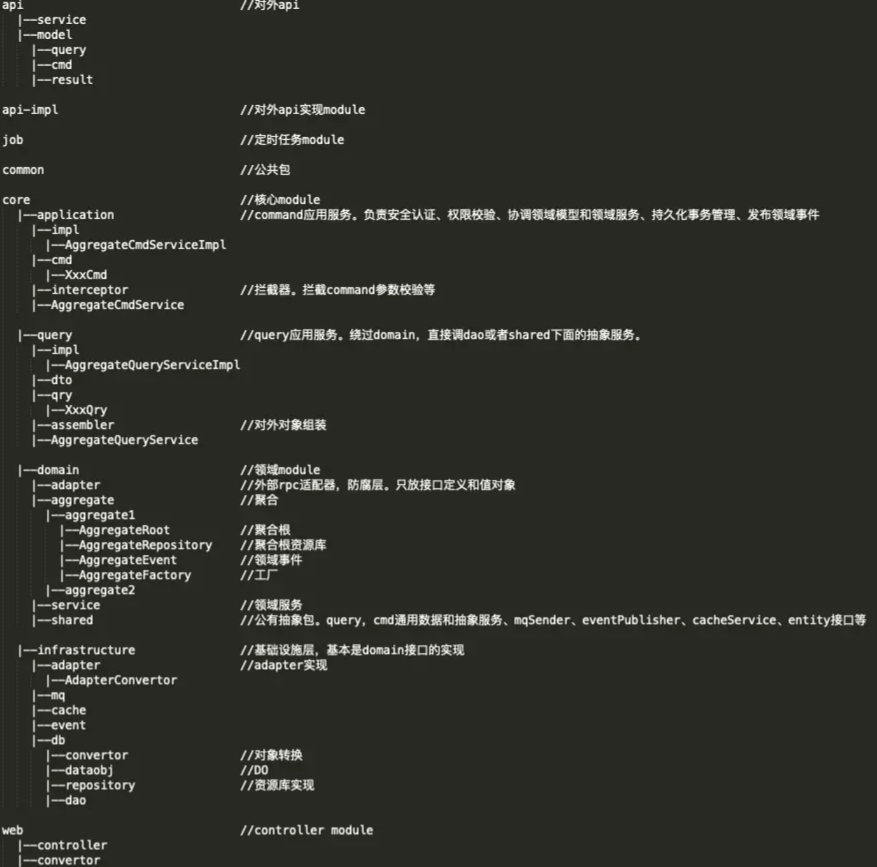 api //对外api
|--service
|--model
|--query
|--cmd
|--result
api-impl //对外api实现module
job //定时任务module
common //公共包
core //核心module
|--application //command应用服务。负责安全认证、权限校验、协调领域模型和领域服务、持久化事务管理、发布领域事件
|--impl
|--AggregateCmdServiceImpl
|--cmd
|--XxxCmd
|--interceptor //拦截器。拦截command参数校验等
|--AggregateCmdService
|--query //query应用服务。绕过domain，直接调dao或者shared下面的抽象服务。
|--impl
|--AggregateQueryServiceImpl
|--dto
|--qry
|--XxxQry
|--assembler //对外对象组装
|--AggregateQueryService
|--domain //领域module
|--adapter //外部rpc适配器，防腐层。只放接口定义和值对象
|--aggregate //聚合
|--aggregate1
|--AggregateRoot //聚合根
|--AggregateRepository //聚合根资源库
|--AggregateEvent //领域事件
|--AggregateFactory //工厂
|--aggregate2
|--service //领域服务
|--shared //公有抽象包。query，cmd通用数据和抽象服务、mqSender、eventPublisher、cacheService、entity接口等
|--infrastructure //基础设施层，基本是domain接口的实现
|--adapter //adapter实现
|--AdapterConvertor
|--mq
|--cache
|--event
|--db
|--convertor //对象转换
|--dataobj //DO
|--repository //资源库实现
|--dao
web //controller module
|--controller
|--convertor